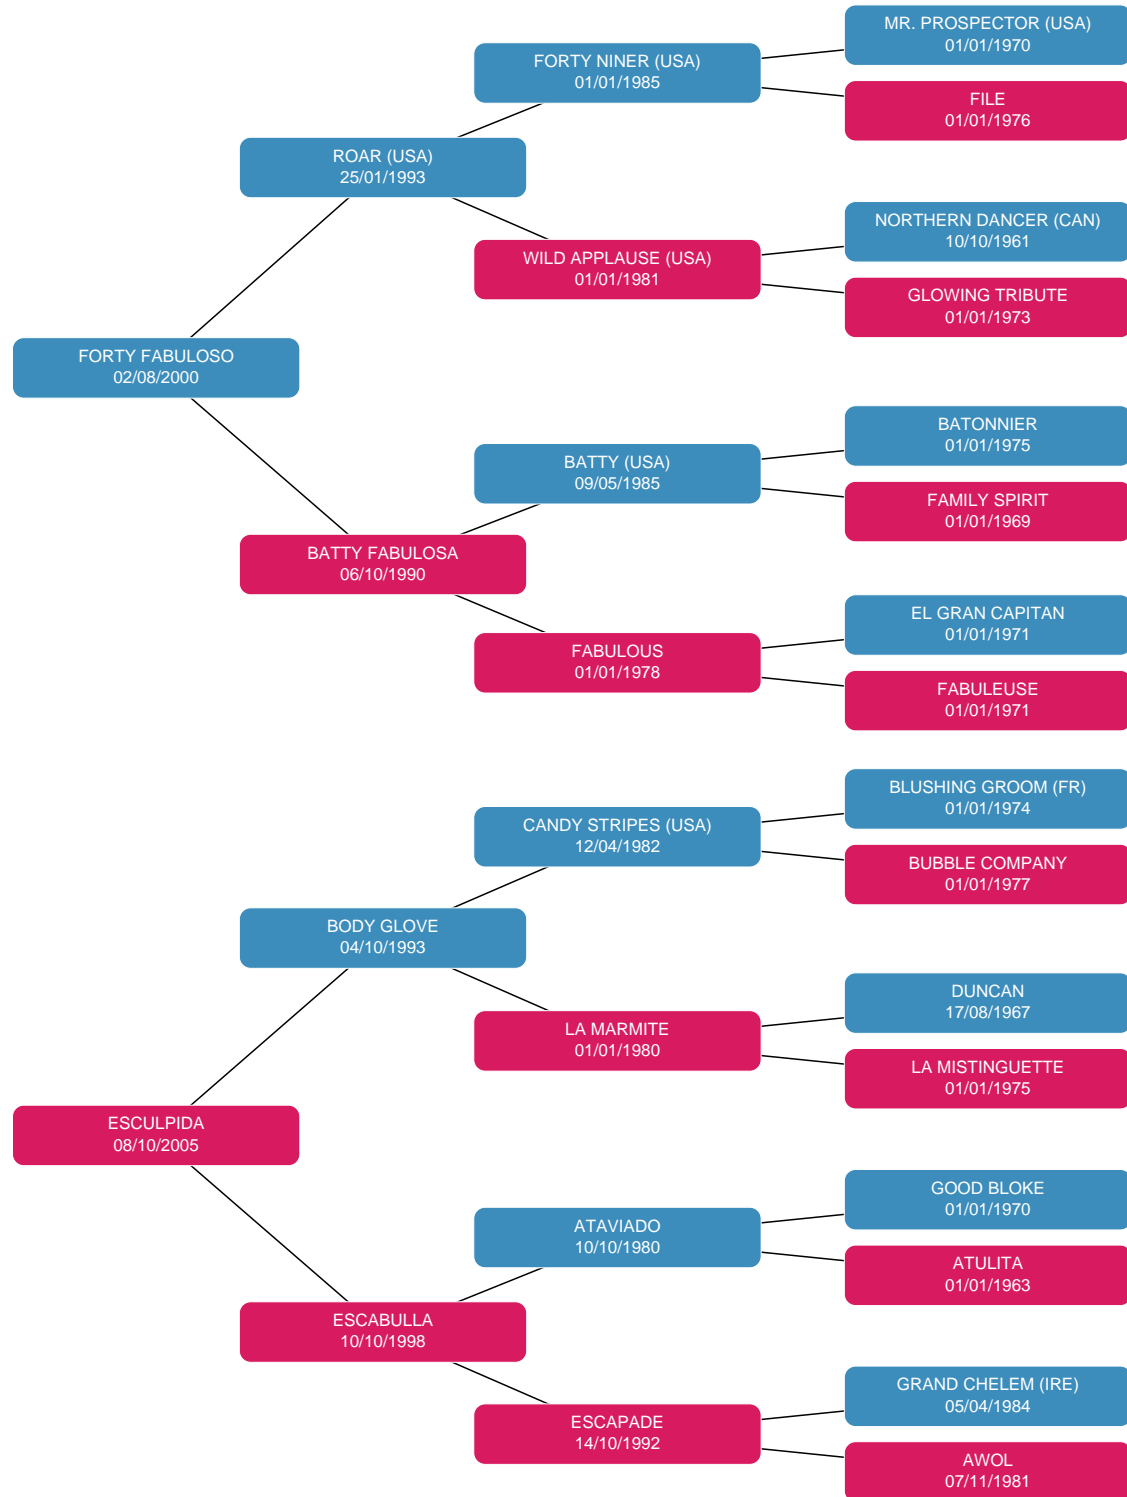 MR. PROSPECTOR (USA)
01/01/1970
FORTY NINER (USA)
01/01/1985
FILE
01/01/1976
ROAR (USA)
25/01/1993
NORTHERN DANCER (CAN)
10/10/1961
WILD APPLAUSE (USA)
01/01/1981
GLOWING TRIBUTE
01/01/1973
FORTY FABULOSO
02/08/2000
BATONNIER
01/01/1975
BATTY (USA)
09/05/1985
FAMILY SPIRIT
01/01/1969
BATTY FABULOSA
06/10/1990
EL GRAN CAPITAN
01/01/1971
FABULOUS
01/01/1978
FABULEUSE
01/01/1971
BLUSHING GROOM (FR)
01/01/1974
CANDY STRIPES (USA)
12/04/1982
BUBBLE COMPANY
01/01/1977
BODY GLOVE
04/10/1993
DUNCAN
17/08/1967
LA MARMITE
01/01/1980
LA MISTINGUETTE
01/01/1975
ESCULPIDA
08/10/2005
GOOD BLOKE
01/01/1970
ATAVIADO
10/10/1980
ATULITA
01/01/1963
ESCABULLA
10/10/1998
GRAND CHELEM (IRE)
05/04/1984
ESCAPADE
14/10/1992
AWOL
07/11/1981